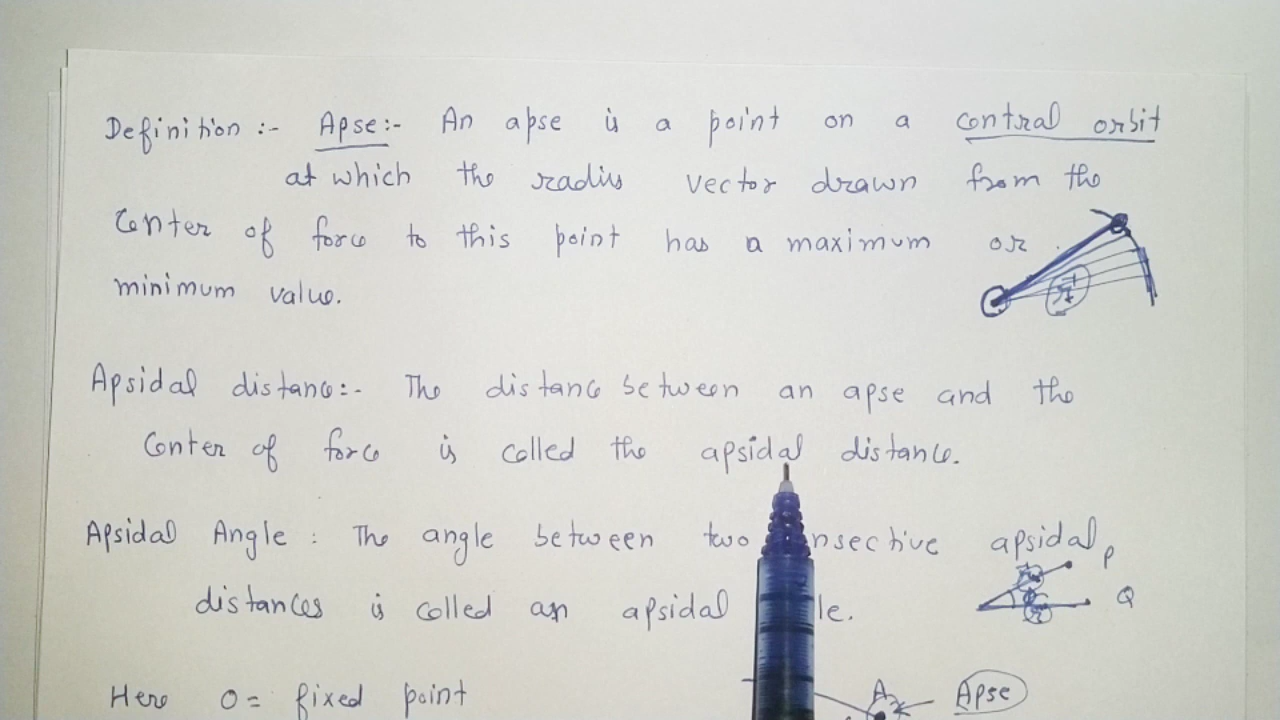 Definition :- Apse:- An apse is a point on a central orbit
at which the radius vector drawn from the
Center of force to this point has a maximum or
minimum value.
Apsidal distance:- The distance between an apse and the
Center of force is called the apsidal distance.
Apsidal Angle : The angle between two nsecutive apsidal
P
distances is called an apsidal le.
Q
Here O = fixed point
A
Apse